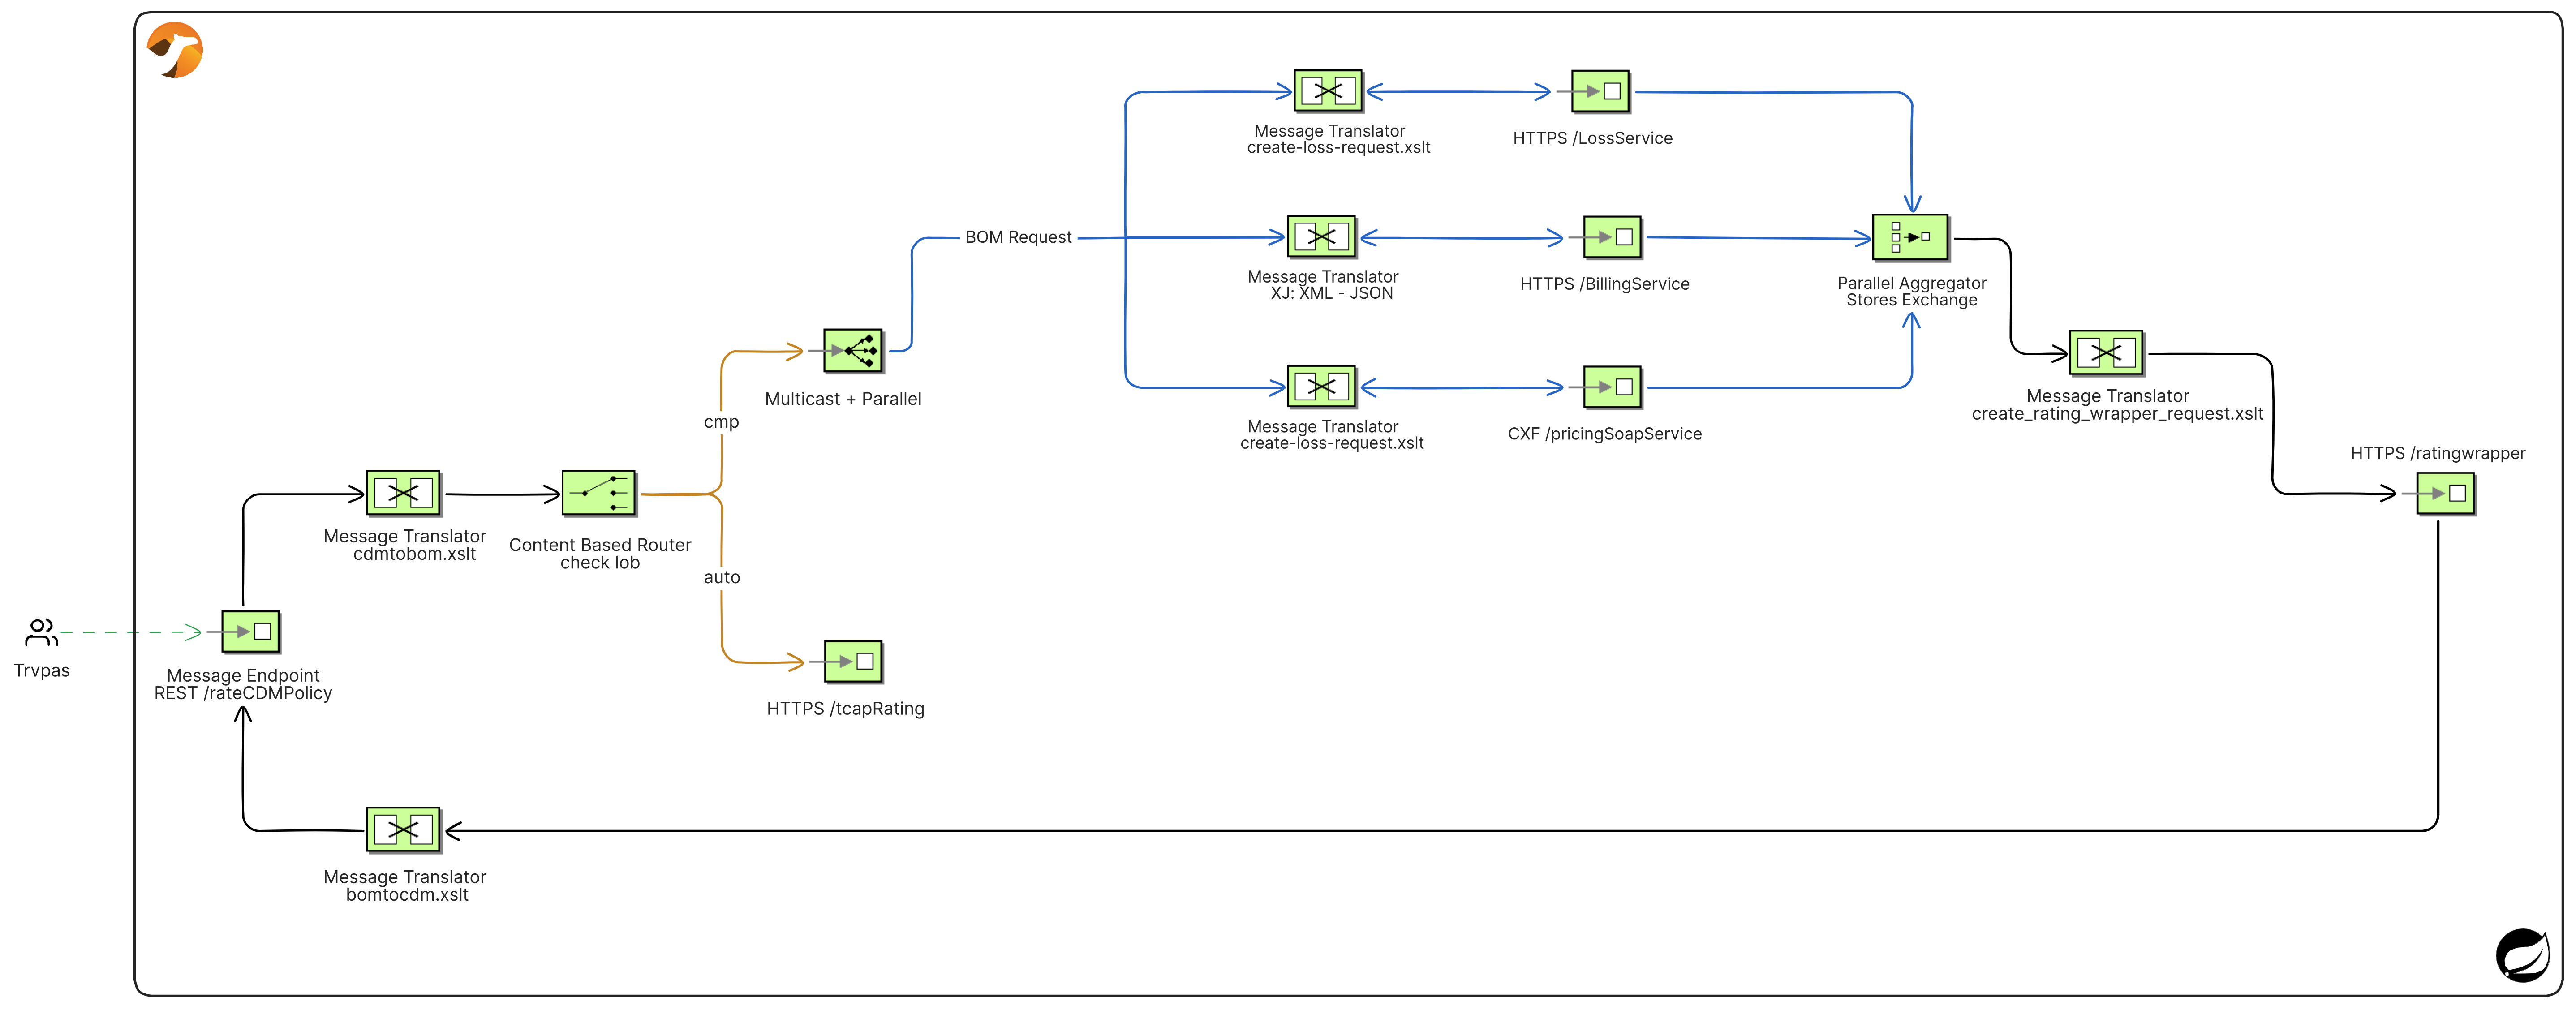 Message Translator
create-loss-request.xslt
HTTPS /LossService
BOM Request
Message Translator
XJ: XML - JSON
HTTPS /BillingService
Parallel Aggregator
Stores Exchange
Multicast + Parallel
cmp
Message Translator
create-loss-request.xslt
CXF /pricingSoapService
Message Translator
create_rating_wrapper_request.xslt
HTTPS /ratingwrapper
Message Translator
cdmtobom.xslt
Content Based Router
check lob
auto
Trvpas
Message Endpoint
REST /rateCDMPolicy
HTTPS /tcapRating
Message Translator
bomtocdm.xslt